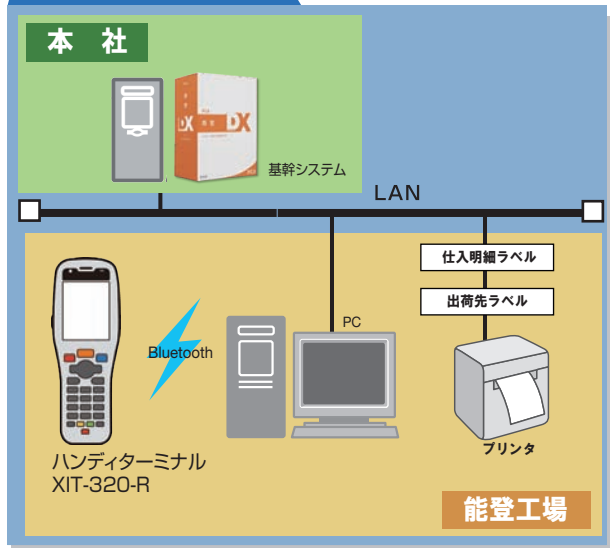 本 社
DX
DX
基幹システム
LAN
仕入明細ラベル
出荷先ラベル
PC
Bluetooth
プリンタ
ハンディターミナル
XIT-320-R
能登工場